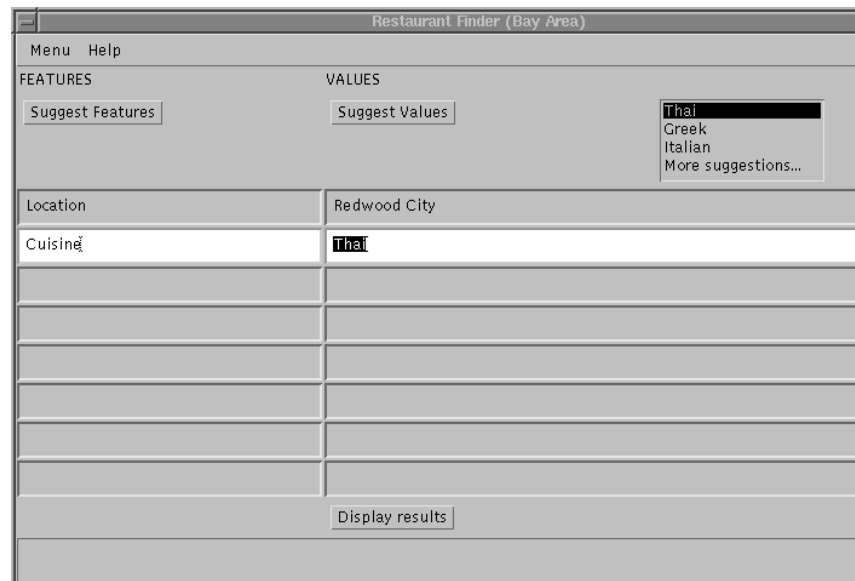 Restaurant Finder (Bay Area)
Menu Help
FEATURES VALUES
Suggest Features Suggest Values
Thai
Greek
Italian
More suggestions...
Location Redwood City
Cuisine Thai
Display results